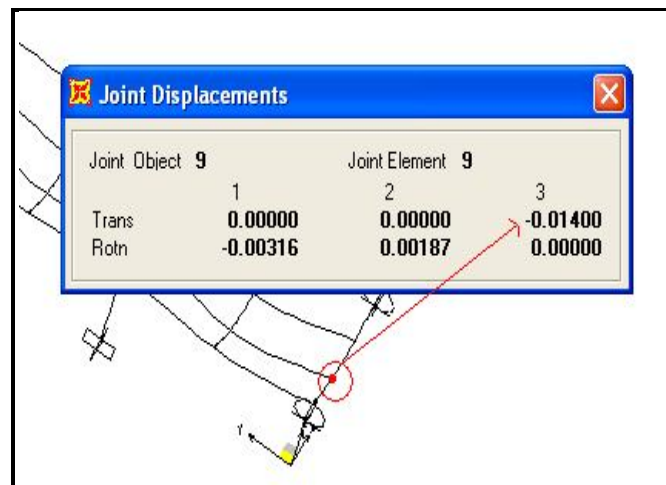 Joint Displacements
Joint Object 9 Joint Element 9
1 2 3
Trans 0.00000 0.00000 -0.01400
Rotn -0.00316 0.00187 0.00000
Y